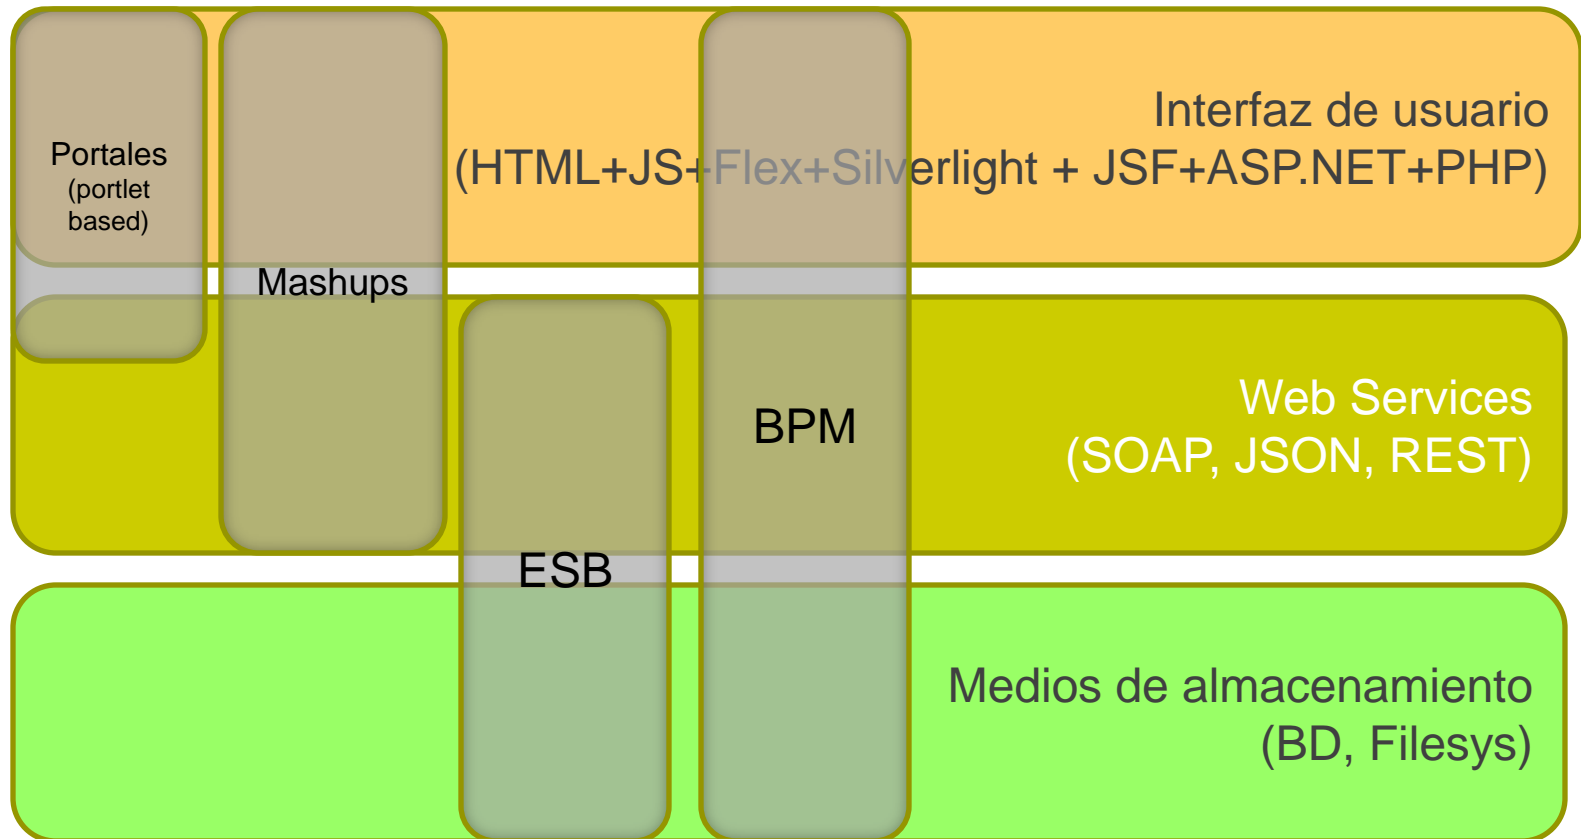 Interfaz de usuario
(HTML+JS+Flex+Silverlight + JSF+ASP.NET+PHP)
Portales
(portlet
based)
Mashups
Web Services
(SOAP, JSON, REST)
BPM
ESB
Medios de almacenamiento
(BD, Filesys)